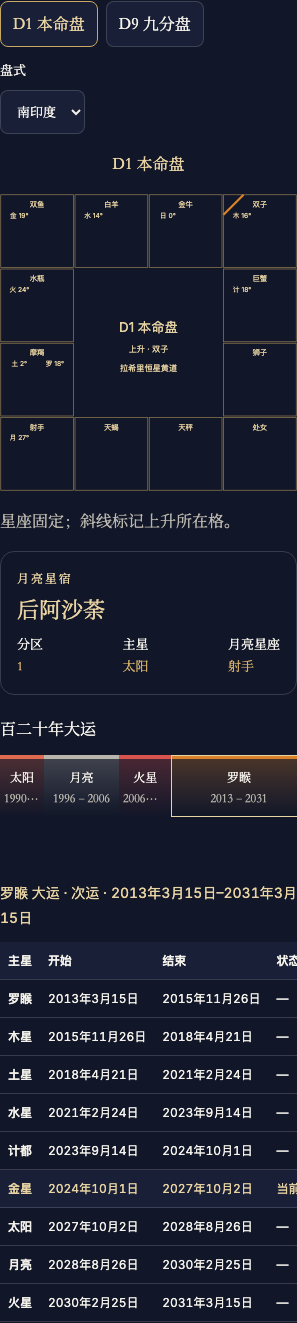 D1 本命盘 D9 九分盘
盘式
南印度
D1 本命盘
双鱼 白羊 金牛 双子
金 19° 水 14° 日 0° 木 16°
水瓶 巨蟹
火 24° 计 18°
D1 本命盘
上升 · 双子
拉希里恒星黄道
摩羯 狮子
土 2° 罗 18°
射手 天蝎 天秤 处女
月 27°
星座固定；斜线标记上升所在格。
月亮星宿
后阿沙荼
分区 主星 月亮星座
1 太阳 射手
百二十年大运
太阳 月亮 火星 罗睺
1990… 1996 – 2006 2006… 2013 – 2031
罗睺 大运 · 次运 · 2013年3月15日–2031年3月
15日
主星 开始 结束 状态
罗睺 2013年3月15日 2015年11月26日 —
木星 2015年11月26日 2018年4月21日 —
土星 2018年4月21日 2021年2月24日 —
水星 2021年2月24日 2023年9月14日 —
计都 2023年9月14日 2024年10月1日 —
金星 2024年10月1日 2027年10月2日 当前
太阳 2027年10月2日 2028年8月26日 —
月亮 2028年8月26日 2030年2月25日 —
火星 2030年2月25日 2031年3月15日 —